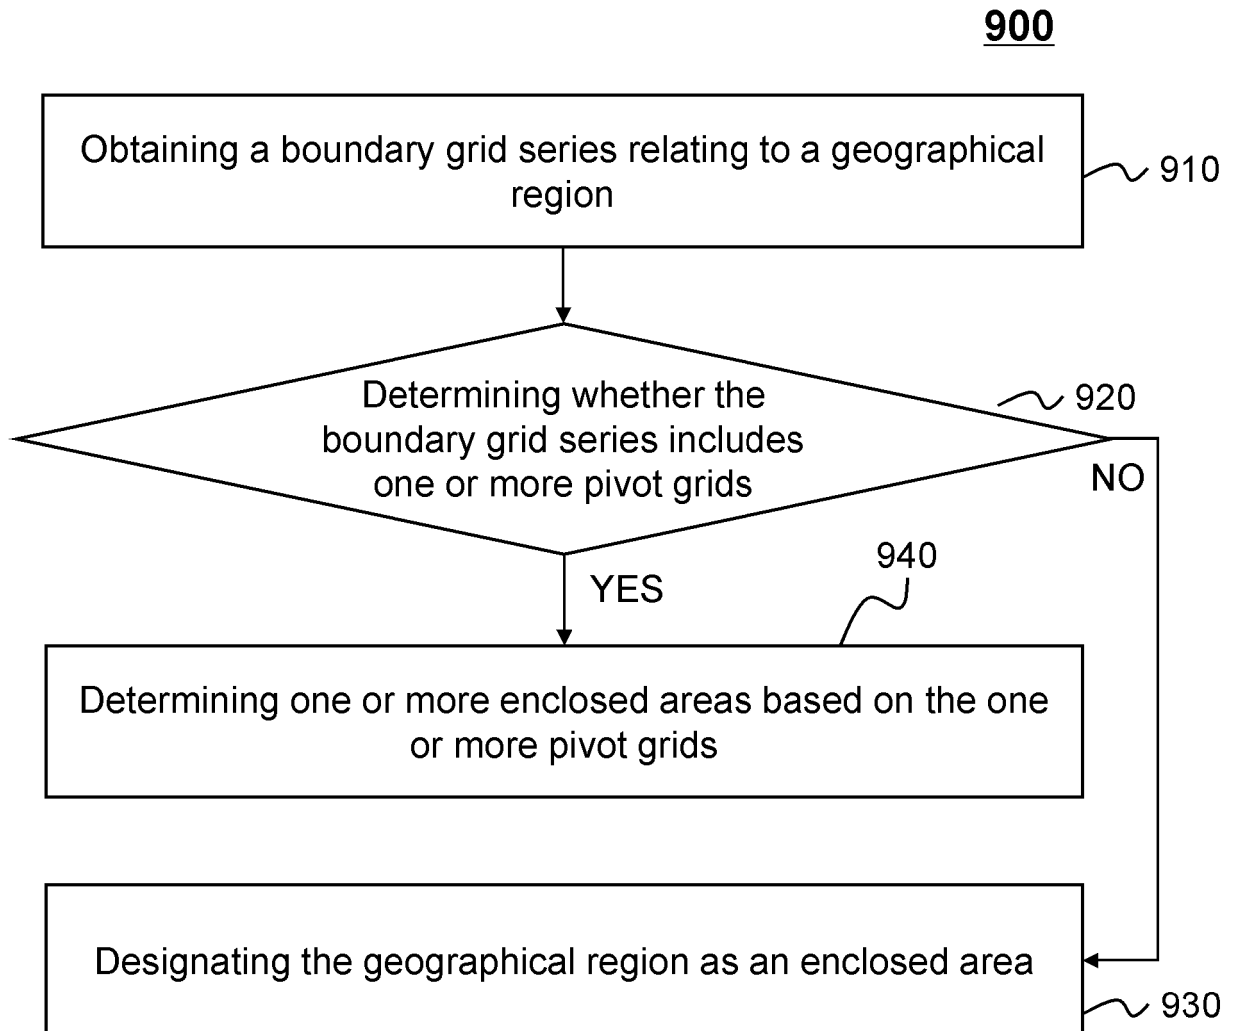 900
Obtaining a boundary grid series relating to a geographical
region
910
Determining whether the
boundary grid series includes
one or more pivot grids
920
NO
YES
940
Determining one or more enclosed areas based on the one
or more pivot grids
Designating the geographical region as an enclosed area
930